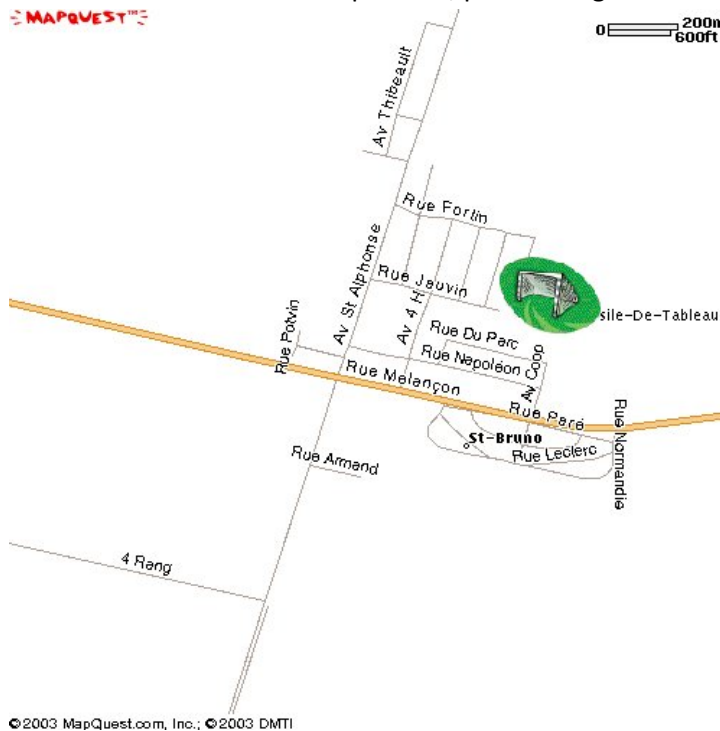 MAPQUEST™
0 200m
600ft
Av Thibeault
Rue Fortin
Av St Alphonse
Rue Jauvin
sile-De-Tableau
Av 4 H
Rue Potvin
Rue Du Parc
Rue Napoléon
Av Coop
Rue Melançon
Rue Paré
Rue Normandie
St-Bruno
Rue Leclerc
Rue Armand
4 Rang
©2003 MapQuest.com, Inc.; ©2003 DMTI